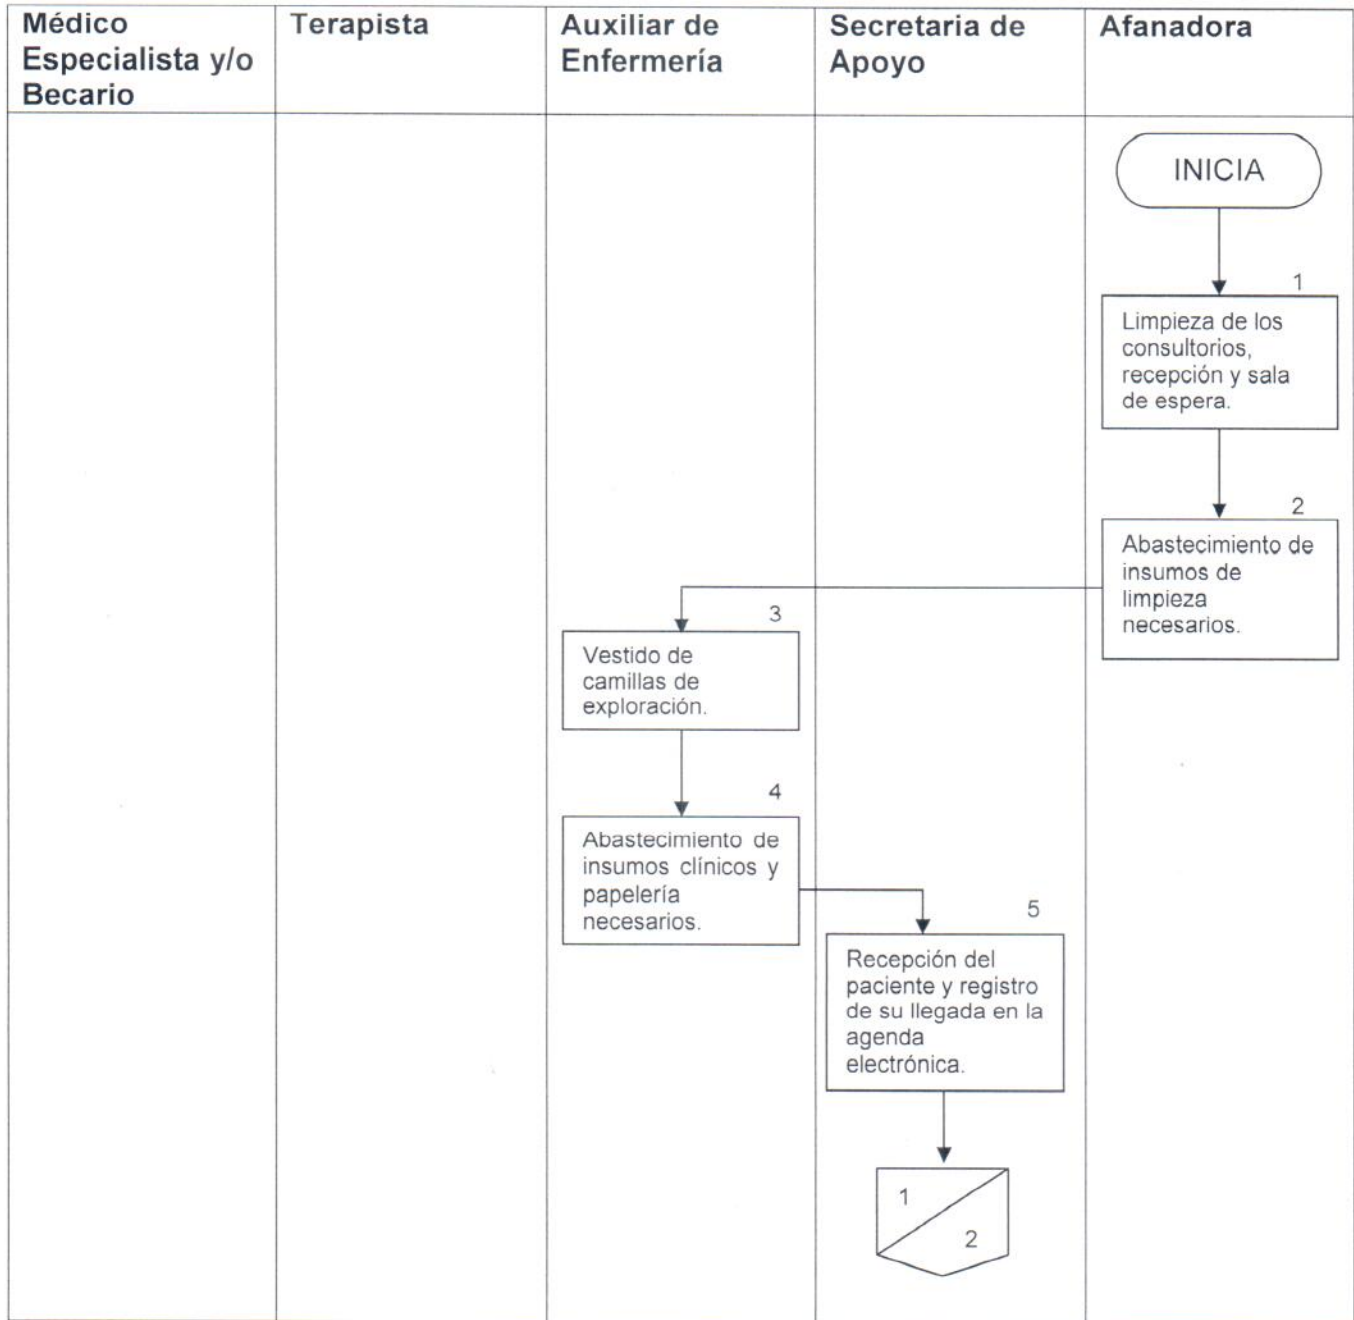 Médico
Especialista y/o
Becario
Terapista
Auxiliar de
Enfermería
Secretaria de
Apoyo
Afanadora
INICIA
1
Limpieza de los
consultorios,
recepción y sala
de espera.
2
Abastecimiento de
insumos de
limpieza
necesarios.
3
Vestido de
camillas de
exploración.
4
Abastecimiento de
insumos clínicos y
papelería
necesarios.
5
Recepción del
paciente y registro
de su llegada en la
agenda
electrónica.
1
2